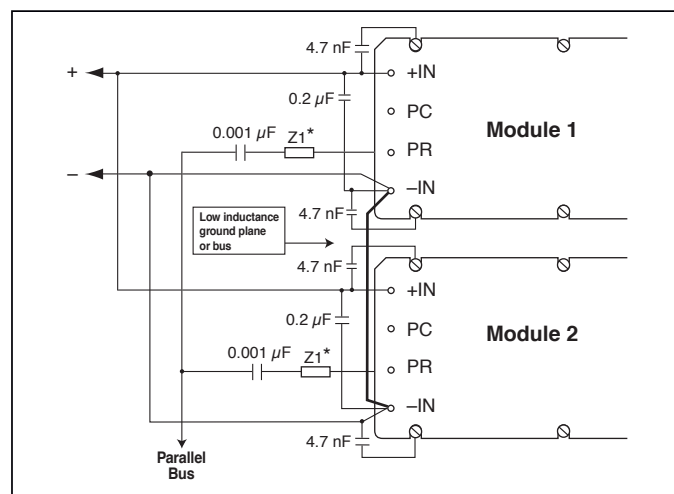 4.7 nF
+
+IN
0.2 µF
PC
Module 1
0.001 µF
Z1*
PR
–
–IN
4.7 nF
Low inductance
ground plane
or bus
4.7 nF
+IN
0.2 µF
PC
Module 2
0.001 µF
Z1*
PR
–IN
4.7 nF
Parallel
Bus